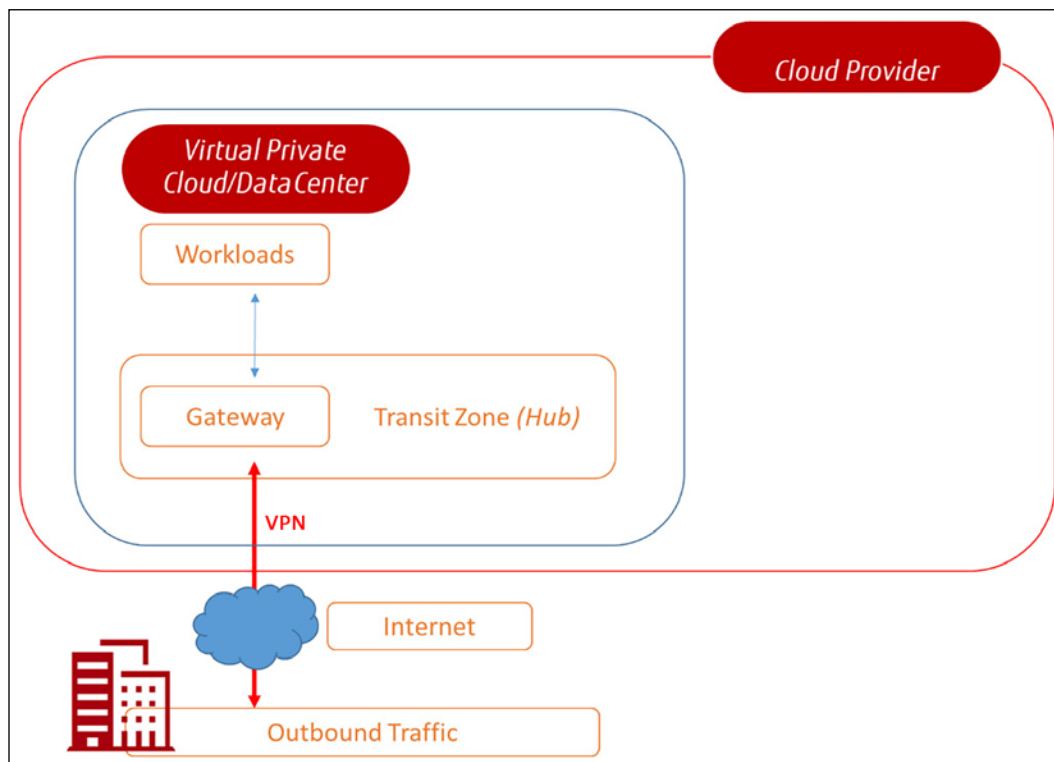 Cloud Provider
Virtual Private
Cloud/DataCenter
Workloads
Gateway
Transit Zone (Hub)
VPN
Internet
Outbound Traffic